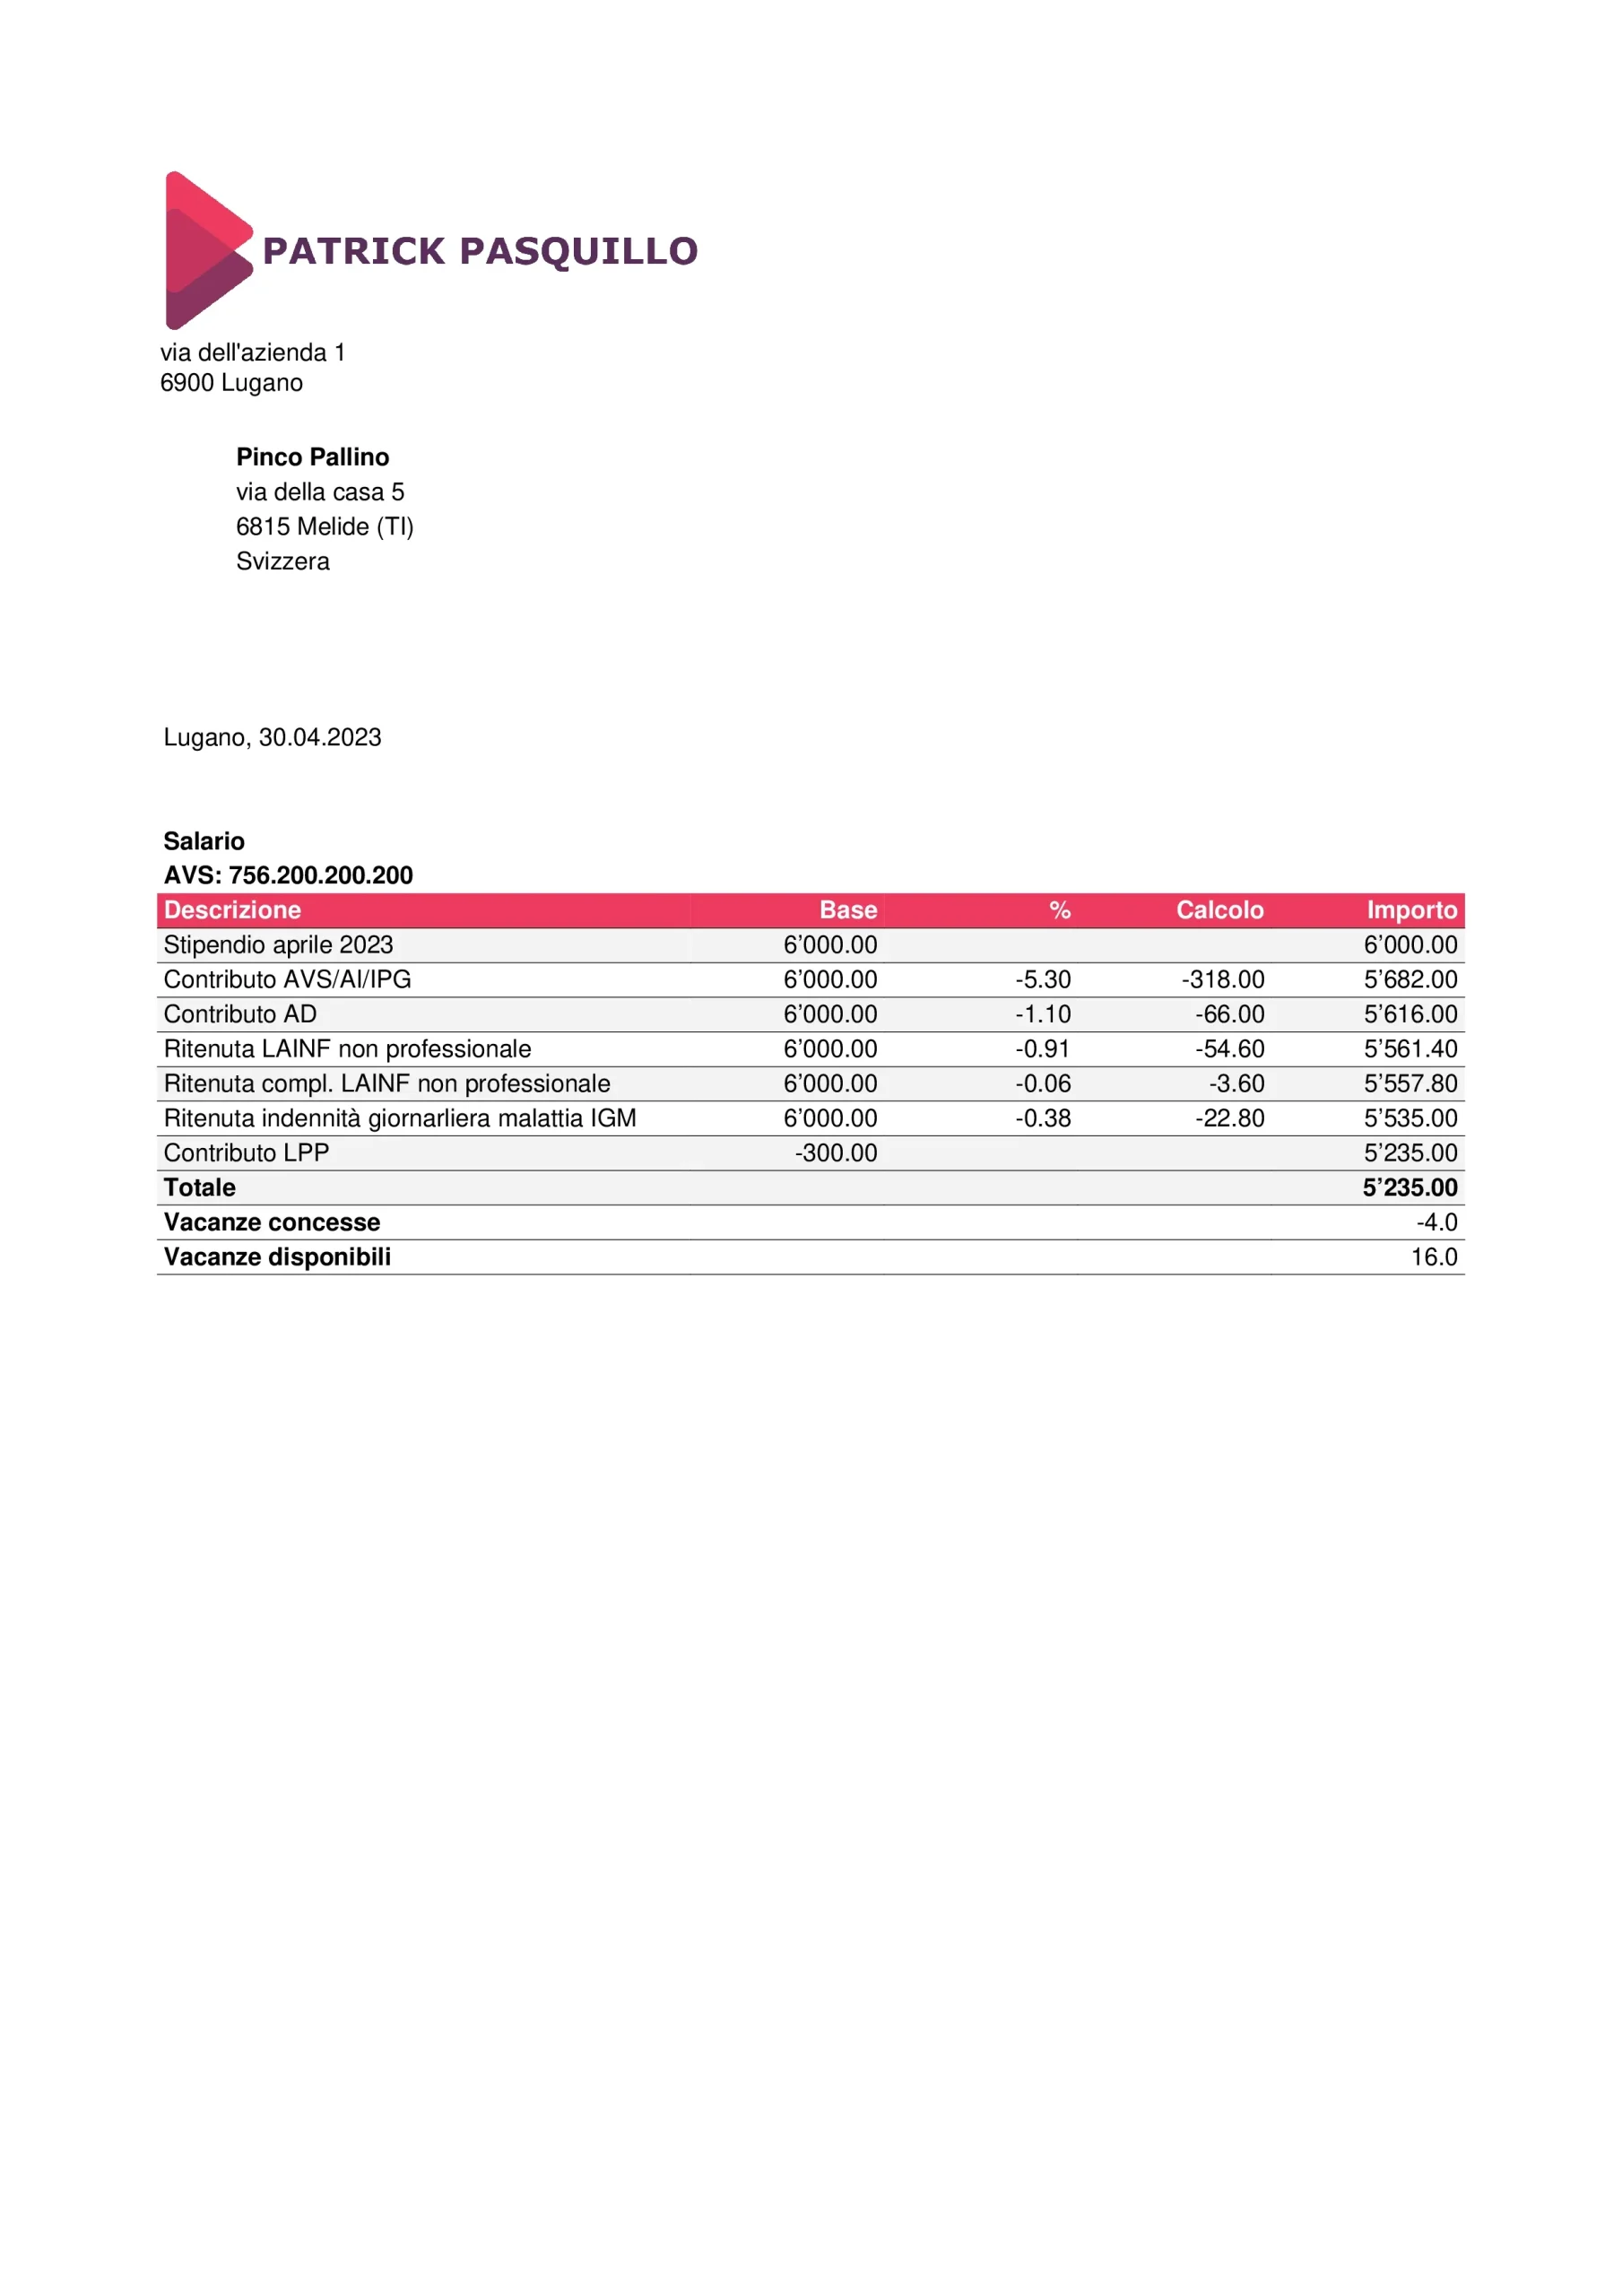 PATRICK PASQUILLO
via dell'azienda 1
6900 Lugano
Pinco Pallino
via della casa 5
6815 Melide (TI)
Svizzera
Lugano, 30.04.2023
Salario
AVS: 756.200.200.200
Descrizione Base % Calcolo Importo
Stipendio aprile 2023 6’000.00 6’000.00
Contributo AVS/AI/IPG 6’000.00 -5.30 -318.00 5’682.00
Contributo AD 6’000.00 -1.10 -66.00 5’616.00
Ritenuta LAINF non professionale 6’000.00 -0.91 -54.60 5’561.40
Ritenuta compl. LAINF non professionale 6’000.00 -0.06 -3.60 5’557.80
Ritenuta indennità giornarliera malattia IGM 6’000.00 -0.38 -22.80 5’535.00
Contributo LPP -300.00 5’235.00
Totale 5’235.00
Vacanze concesse -4.0
Vacanze disponibili 16.0